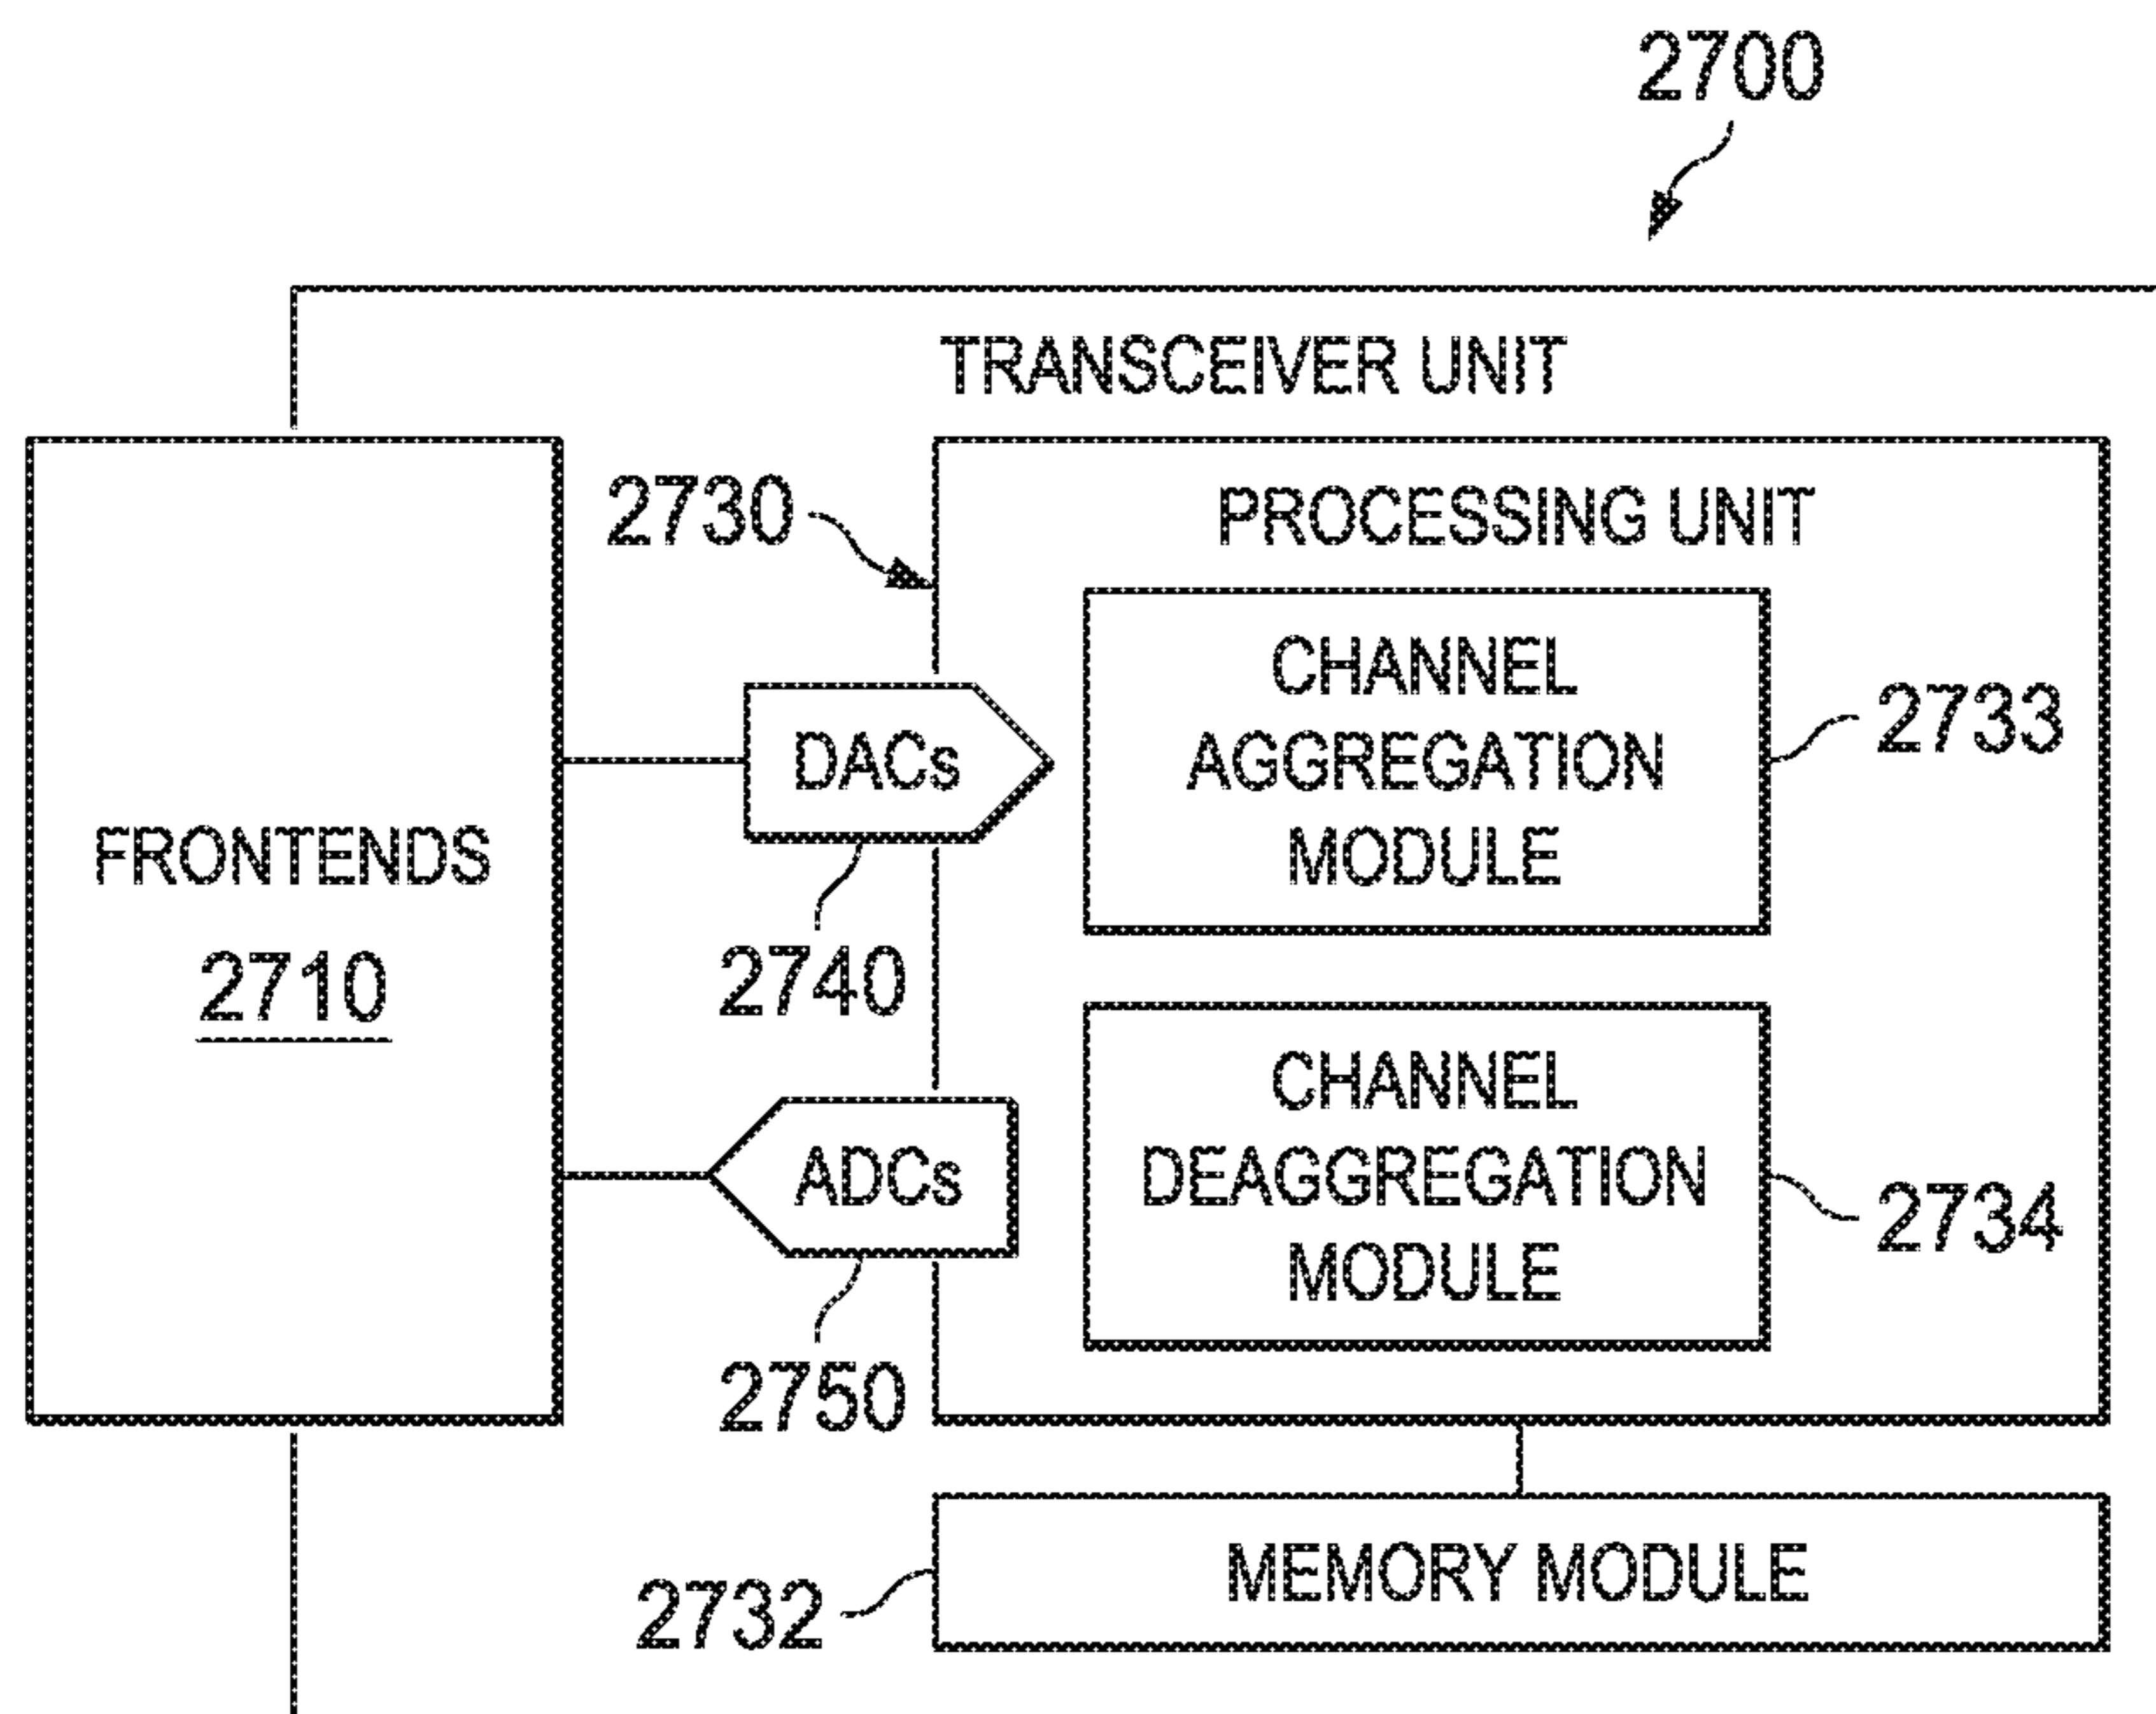 2700
TRANSCEIVER UNIT
2730
PROCESSING UNIT
CHANNEL
AGGREGATION
MODULE
2733
DACs
2740
FRONTENDS
2710
CHANNEL
DEAGGREGATION
MODULE
2734
ADCs
2750
MEMORY MODULE
2732